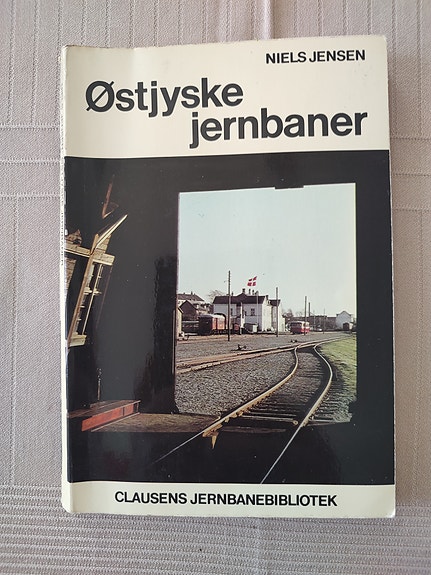 NIELS JENSEN
Østjyske
jernbaner
CLAUSENS JERNBANEBIBLIOTEK